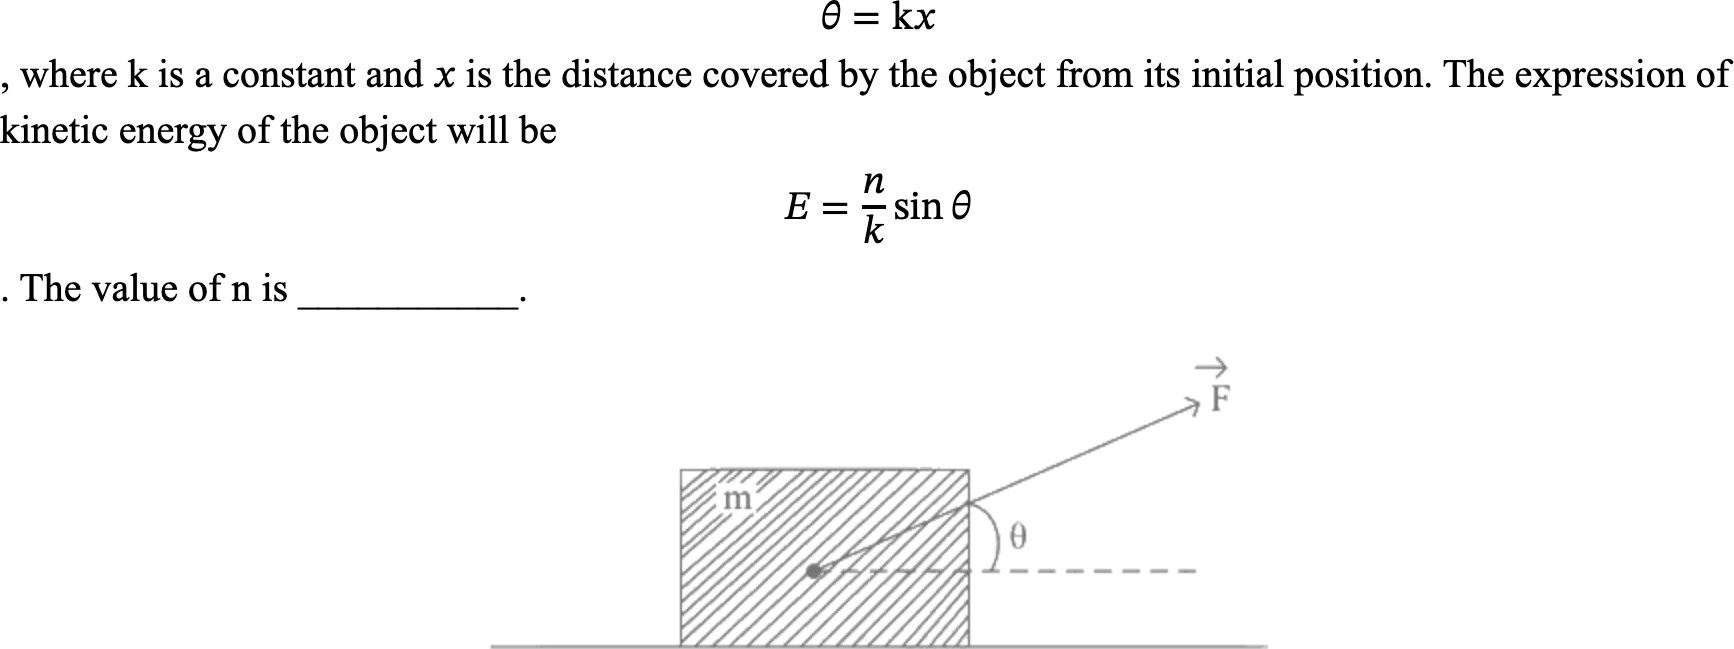 θ = kx
, where k is a constant and x is the distance covered by the object from its initial position. The expression of
kinetic energy of the object will be
E = n/k sin θ
. The value of n is ___________.
→
F
m
θ